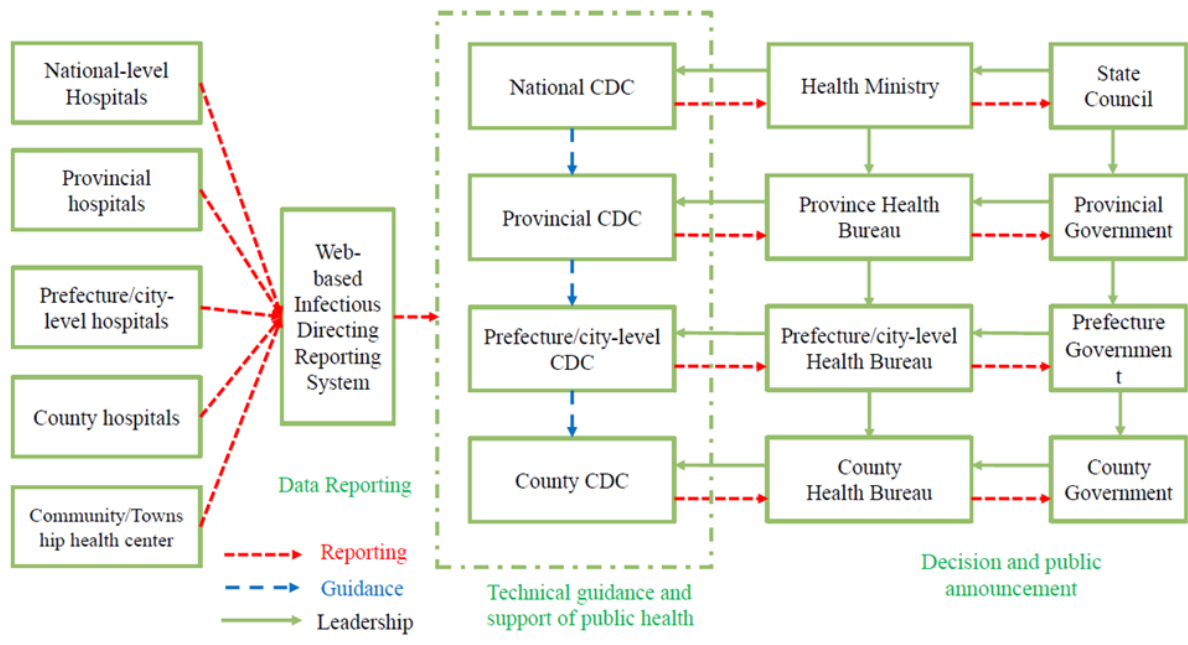 National-level
Hospitals
Provincial
hospitals
Prefecture/city-
level hospitals
County hospitals
Community/Towns
hip health center
Web-
based
Infectious
Directing
Reporting
System
Data Reporting
Reporting
Guidance
Leadership
National CDC
Provincial CDC
Prefecture/city-level
CDC
County CDC
Technical guidance and
support of public health
Health Ministry
Province Health
Bureau
Prefecture/city-level
Health Bureau
County
Health Bureau
State
Council
Provincial
Government
Prefecture
Governmen
t
County
Government
Decision and public
announcement